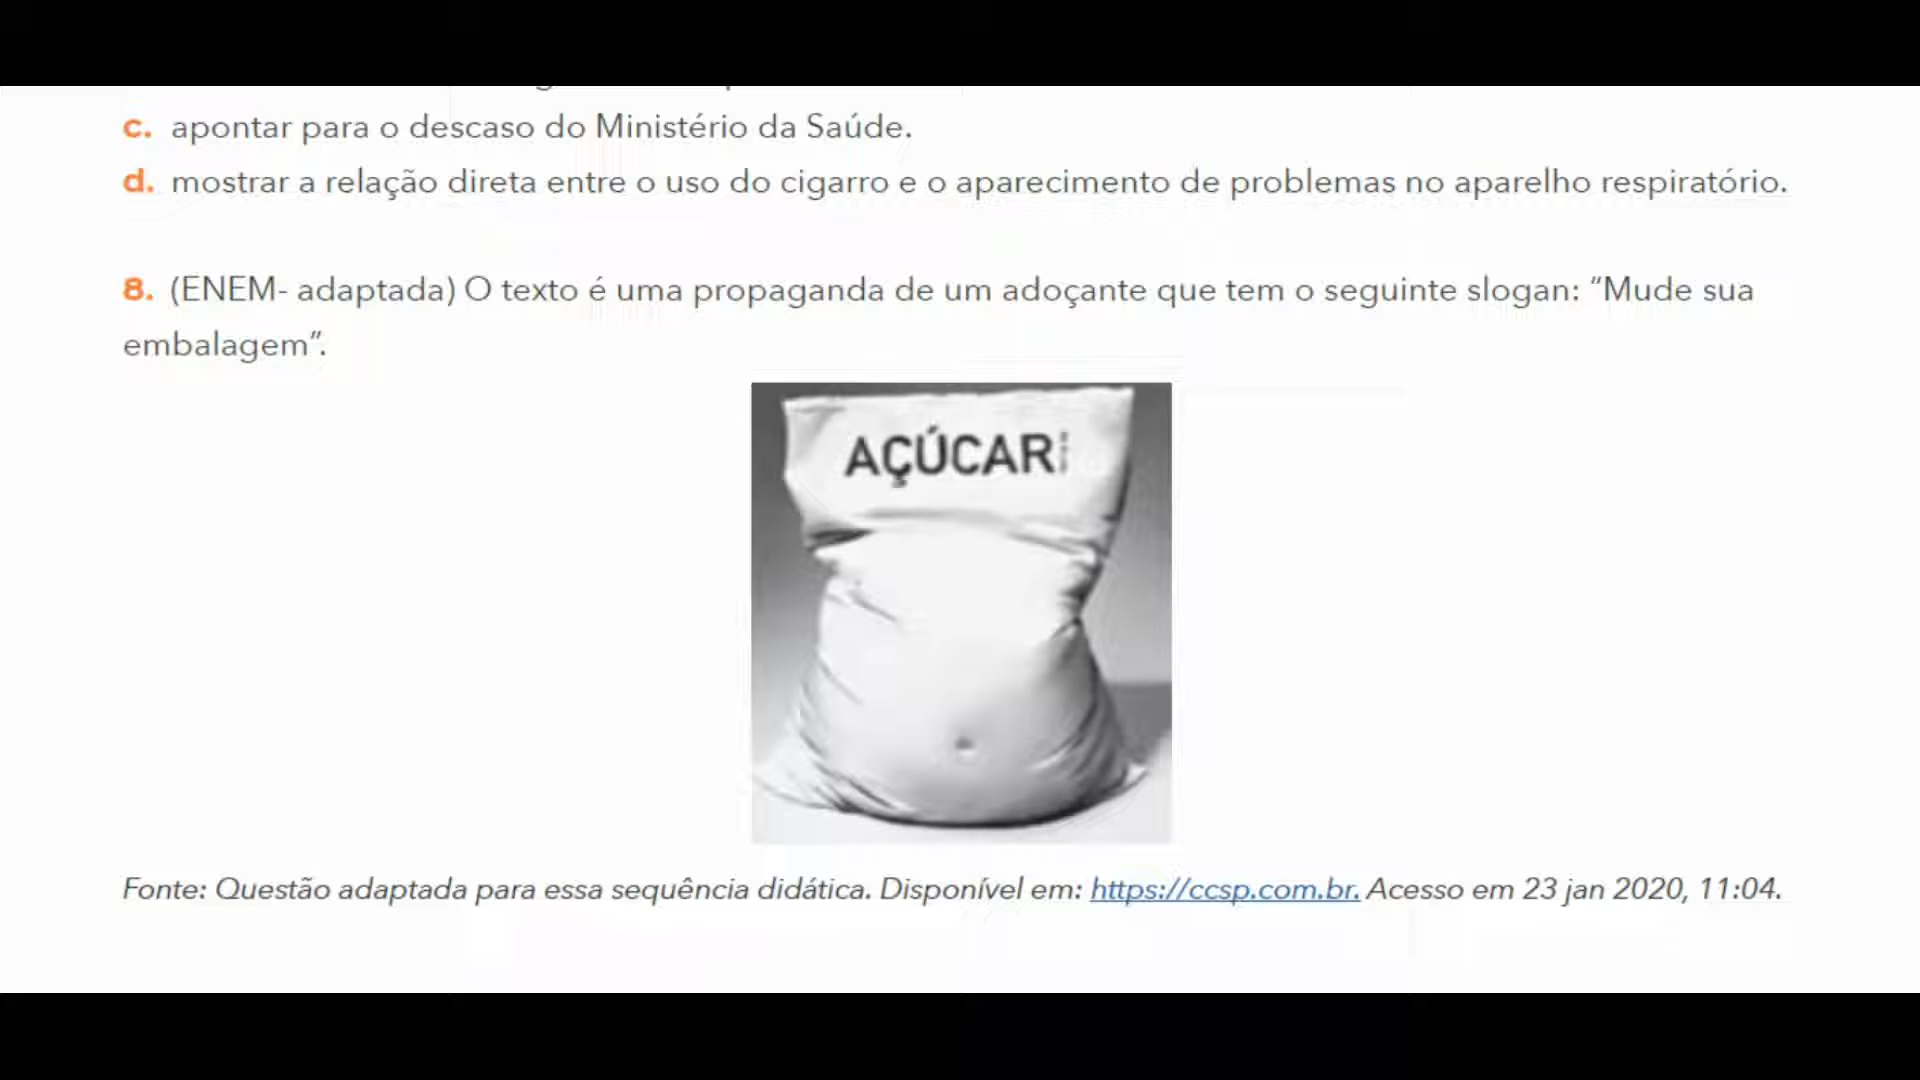 c. apontar para o descaso do Ministério da Saúde.
d. mostrar a relação direta entre o uso do cigarro e o aparecimento de problemas no aparelho respiratório.
8. (ENEM- adaptada) O texto é uma propaganda de um adoçante que tem o seguinte slogan: “Mude sua
embalagem”.
AÇÚCAR
Fonte: Questão adaptada para essa sequência didática. Disponível em: https://ccsp.com.br. Acesso em 23 jan 2020, 11:04.